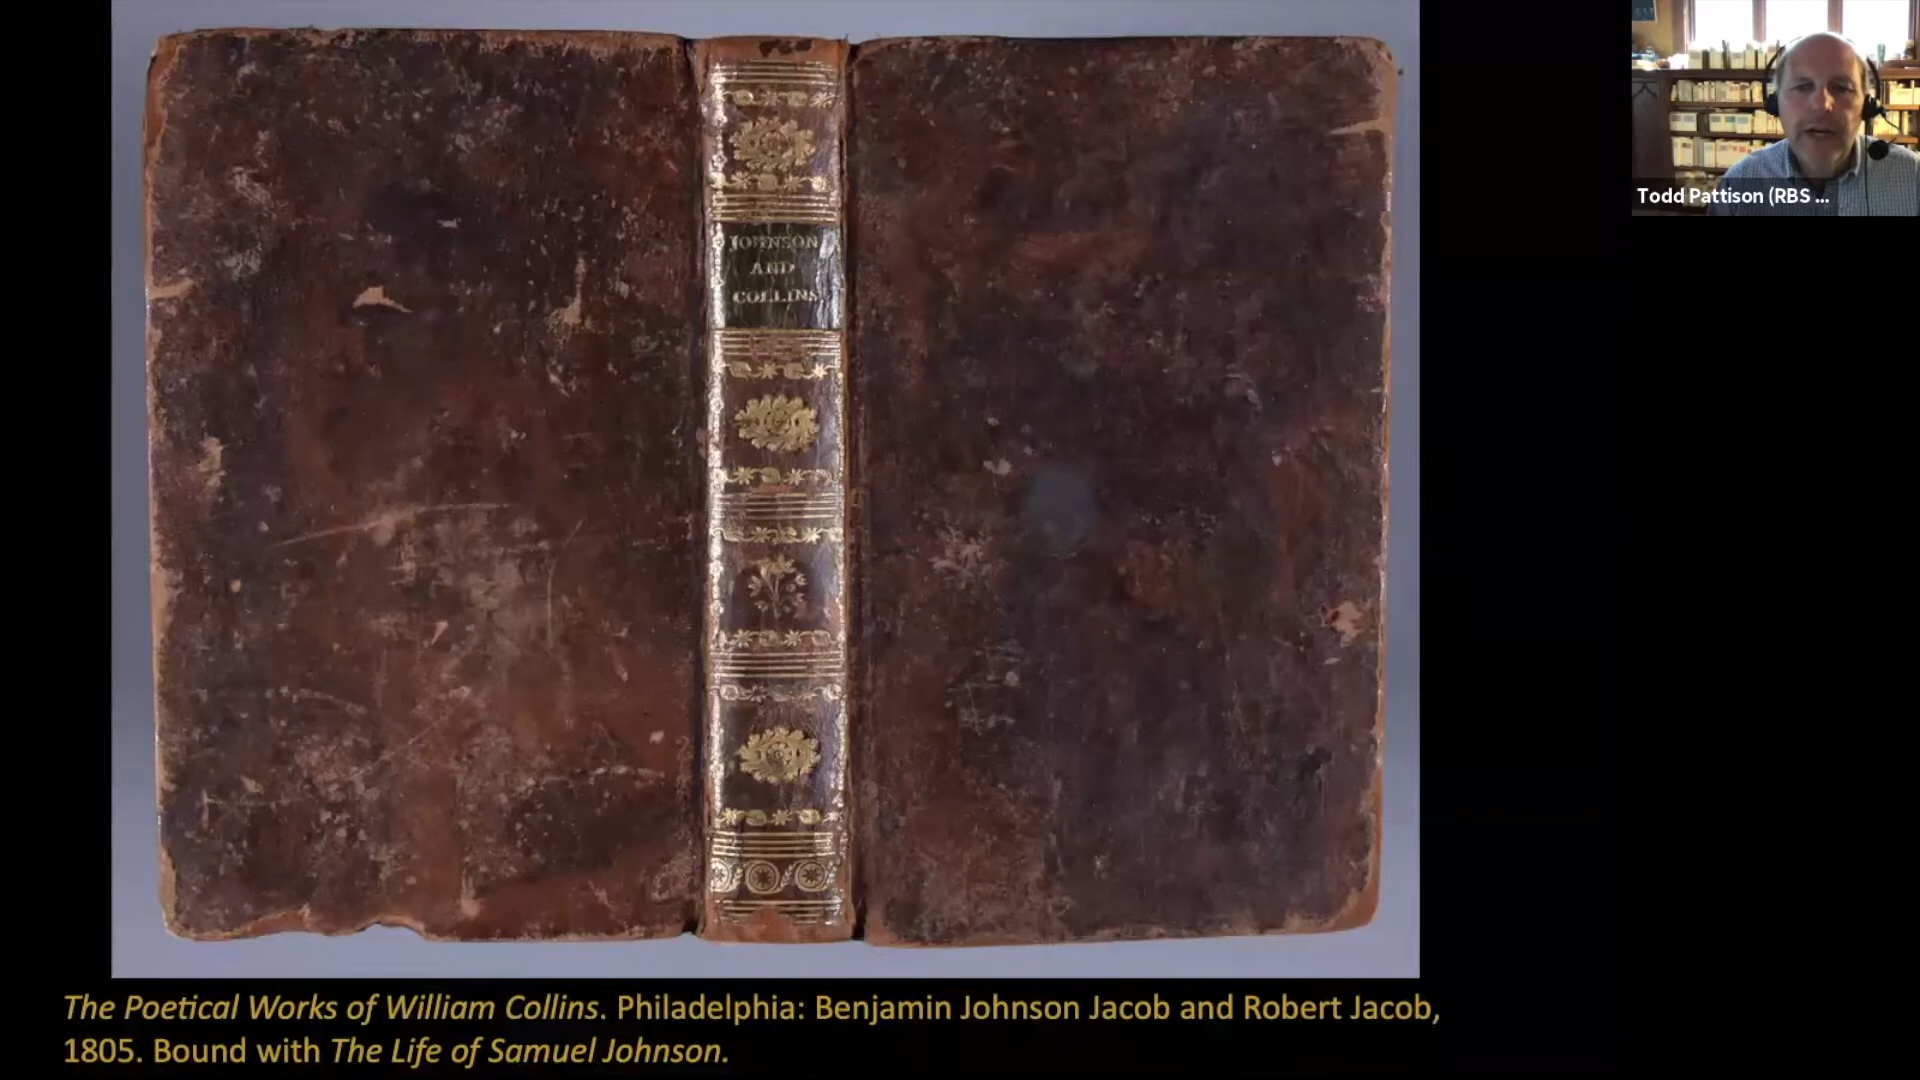 Todd Pattison (RBS ...
JOHNSON
AND
COLLINS
The Poetical Works of William Collins. Philadelphia: Benjamin Johnson Jacob and Robert Jacob,
1805. Bound with The Life of Samuel Johnson.